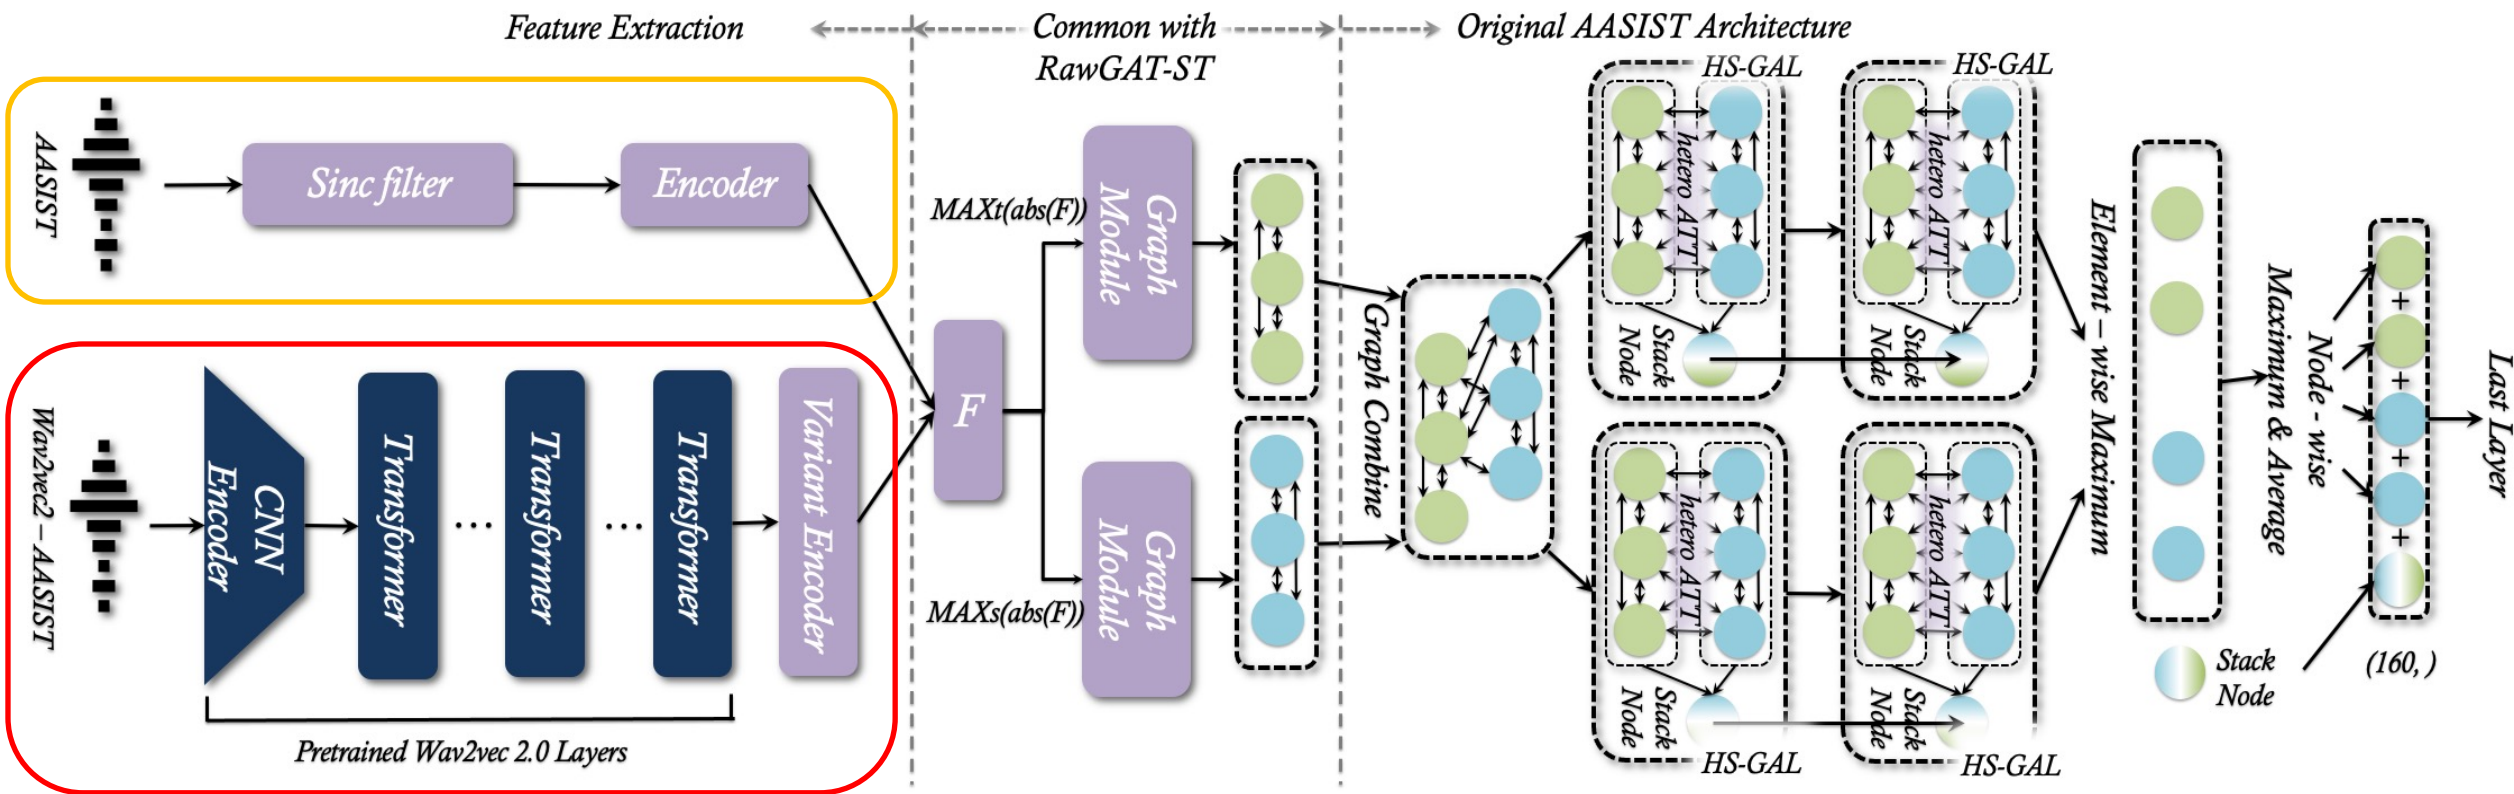 Feature Extraction
Common with
RawGAT-ST
Original AASIST Architecture
AASIST
Sinc filter
Encoder
Wav2vec2 – AASIST
CNN
Encoder
Transformer
...
Transformer
...
Transformer
Variant Encoder
Pretrained Wav2vec 2.0 Layers
F
MAXt(abs(F))
Graph
Module
MAXs(abs(F))
Graph
Module
Graph Combine
HS-GAL
hetero ATT
Stack
Node
HS-GAL
hetero ATT
Stack
Node
hetero ATT
Stack
Node
HS-GAL
hetero ATT
Stack
Node
HS-GAL
Element – wise Maximum
Maximum & Average
Node - wise
+
+
+
+
Stack
Node
(160, )
Last Layer